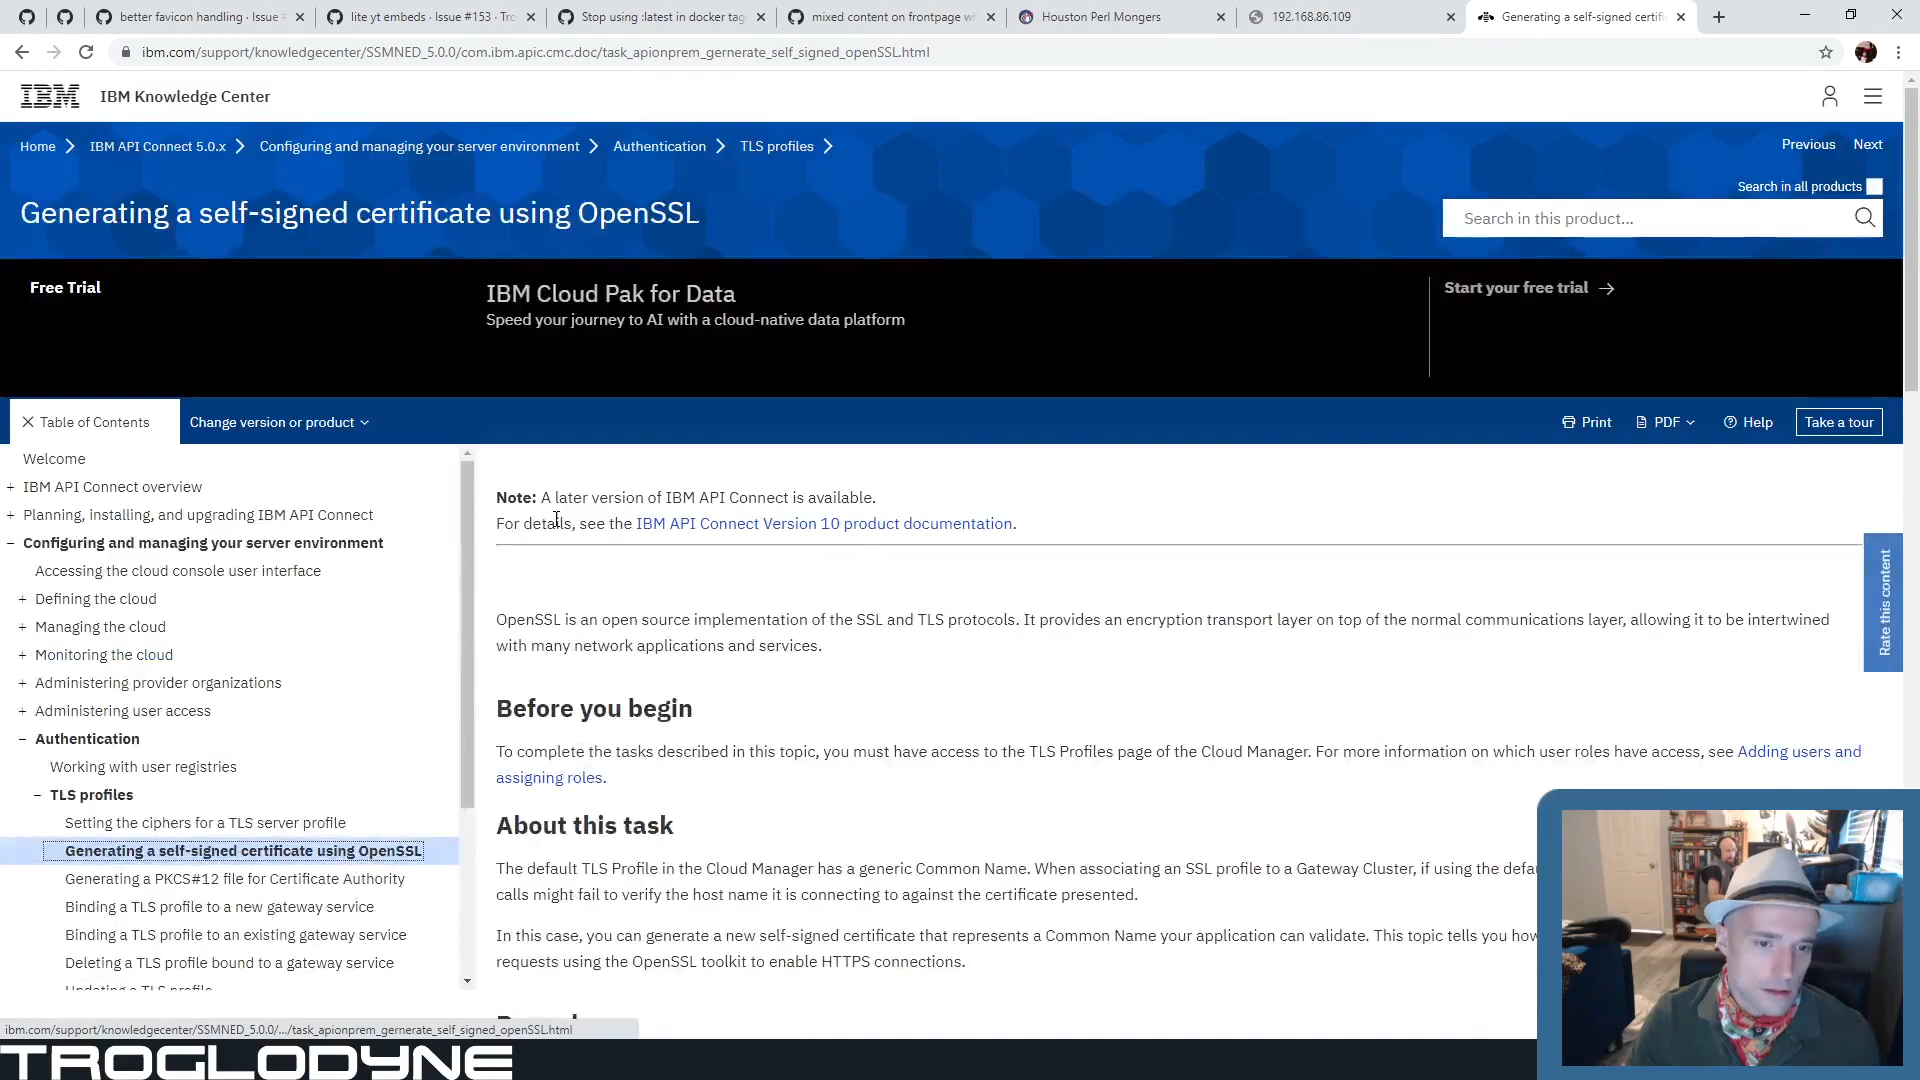 better favicon handling · Issue #
lite yt embeds · Issue #153 · Tro
Stop using :latest in docker tag
mixed content on frontpage w
Houston Perl Mongers
192.168.86.109
Generating a self-signed certifi
ibm.com/support/knowledgecenter/SSMNED_5.0.0/com.ibm.apic.cmc.doc/task_apionprem_gernerate_self_signed_openSSL.html
IBM
IBM Knowledge Center
Home
IBM API Connect 5.0.x
Configuring and managing your server environment
Authentication
TLS profiles
Previous
Next
Search in all products
Generating a self-signed certificate using OpenSSL
Search in this product...
Free Trial
IBM Cloud Pak for Data
Speed your journey to AI with a cloud-native data platform
Start your free trial
Table of Contents
Change version or product
Print
PDF
Help
Take a tour
Welcome
+ IBM API Connect overview
+ Planning, installing, and upgrading IBM API Connect
− Configuring and managing your server environment
Accessing the cloud console user interface
+ Defining the cloud
+ Managing the cloud
+ Monitoring the cloud
+ Administering provider organizations
+ Administering user access
− Authentication
Working with user registries
− TLS profiles
Setting the ciphers for a TLS server profile
Generating a self-signed certificate using OpenSSL
Generating a PKCS#12 file for Certificate Authority
Binding a TLS profile to a new gateway service
Binding a TLS profile to an existing gateway service
Deleting a TLS profile bound to a gateway service
Updating a TLS profile
Note: A later version of IBM API Connect is available.
For details, see the IBM API Connect Version 10 product documentation.
OpenSSL is an open source implementation of the SSL and TLS protocols. It provides an encryption transport layer on top of the normal communications layer, allowing it to be intertwined
with many network applications and services.
Before you begin
To complete the tasks described in this topic, you must have access to the TLS Profiles page of the Cloud Manager. For more information on which user roles have access, see Adding users and
assigning roles.
About this task
The default TLS Profile in the Cloud Manager has a generic Common Name. When associating an SSL profile to a Gateway Cluster, if using the defau
calls might fail to verify the host name it is connecting to against the certificate presented.
In this case, you can generate a new self-signed certificate that represents a Common Name your application can validate. This topic tells you how
requests using the OpenSSL toolkit to enable HTTPS connections.
Rate this content
ibm.com/support/knowledgecenter/SSMNED_5.0.0/.../task_apionprem_gernerate_self_signed_openSSL.html
TROGLODYNE